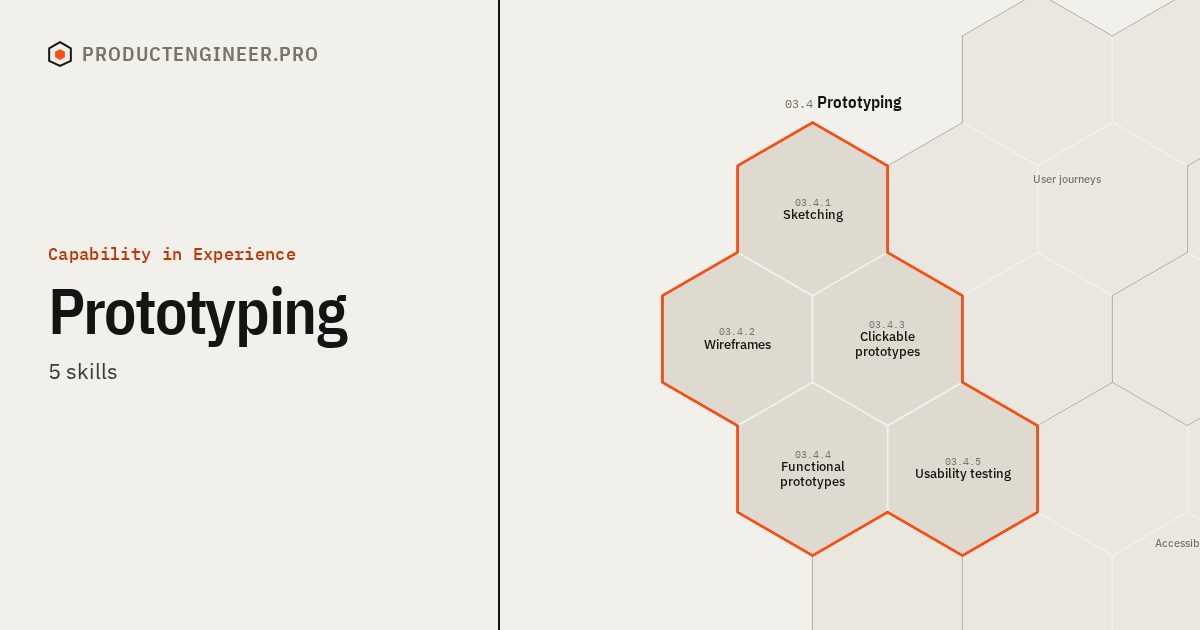 PRODUCTENGINEER.PRO
Capability in Experience
Prototyping
5 skills
03.4 Prototyping
User journeys
03.4.1
Sketching
03.4.2
Wireframes
03.4.3
Clickable
prototypes
03.4.4
Functional
prototypes
03.4.5
Usability testing
Accessib